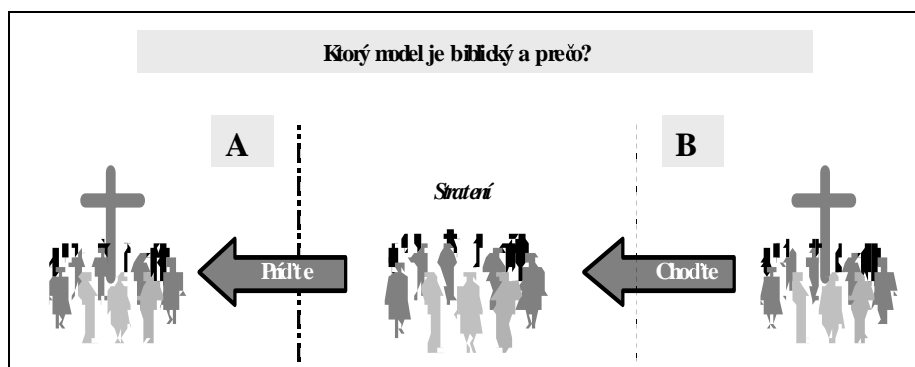 Ktorý model je biblický a prečo?
A
B
Stratení
Príďte
Choďte